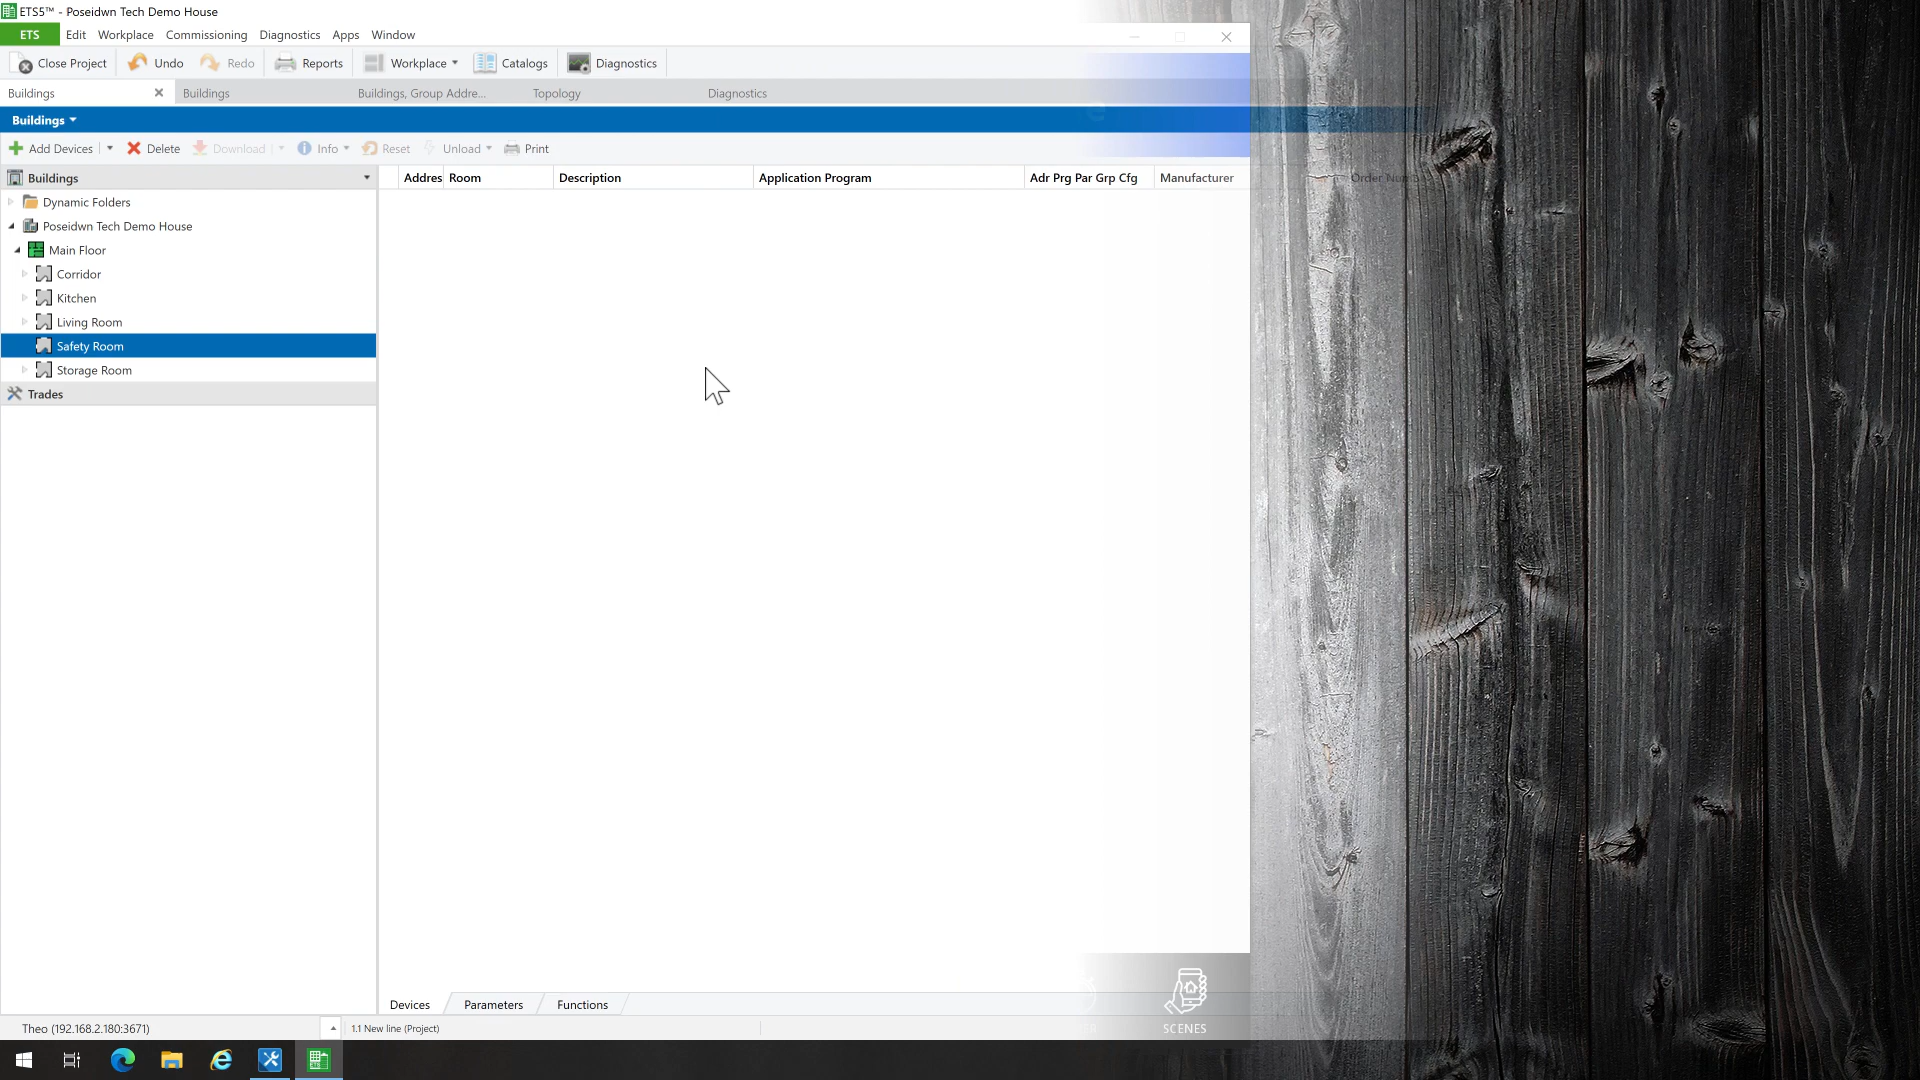 ETS5™ - Poseidwn Tech Demo House
ETS Edit Workplace Commissioning Diagnostics Apps Window
Close Project Undo Redo Reports Workplace Catalogs Diagnostics
Buildings Buildings Buildings, Group Addre... Topology Diagnostics
Buildings
Add Devices Delete Download Info Reset Unload Print
Buildings
Addres Room Description Application Program Adr Prg Par Grp Cfg Manufacturer Order
Dynamic Folders
Poseidwn Tech Demo House
Main Floor
Corridor
Kitchen
Living Room
Safety Room
Storage Room
Trades
Devices Parameters Functions
SCENES
Theo (192.168.2.180:3671) 1.1 New line (Project)